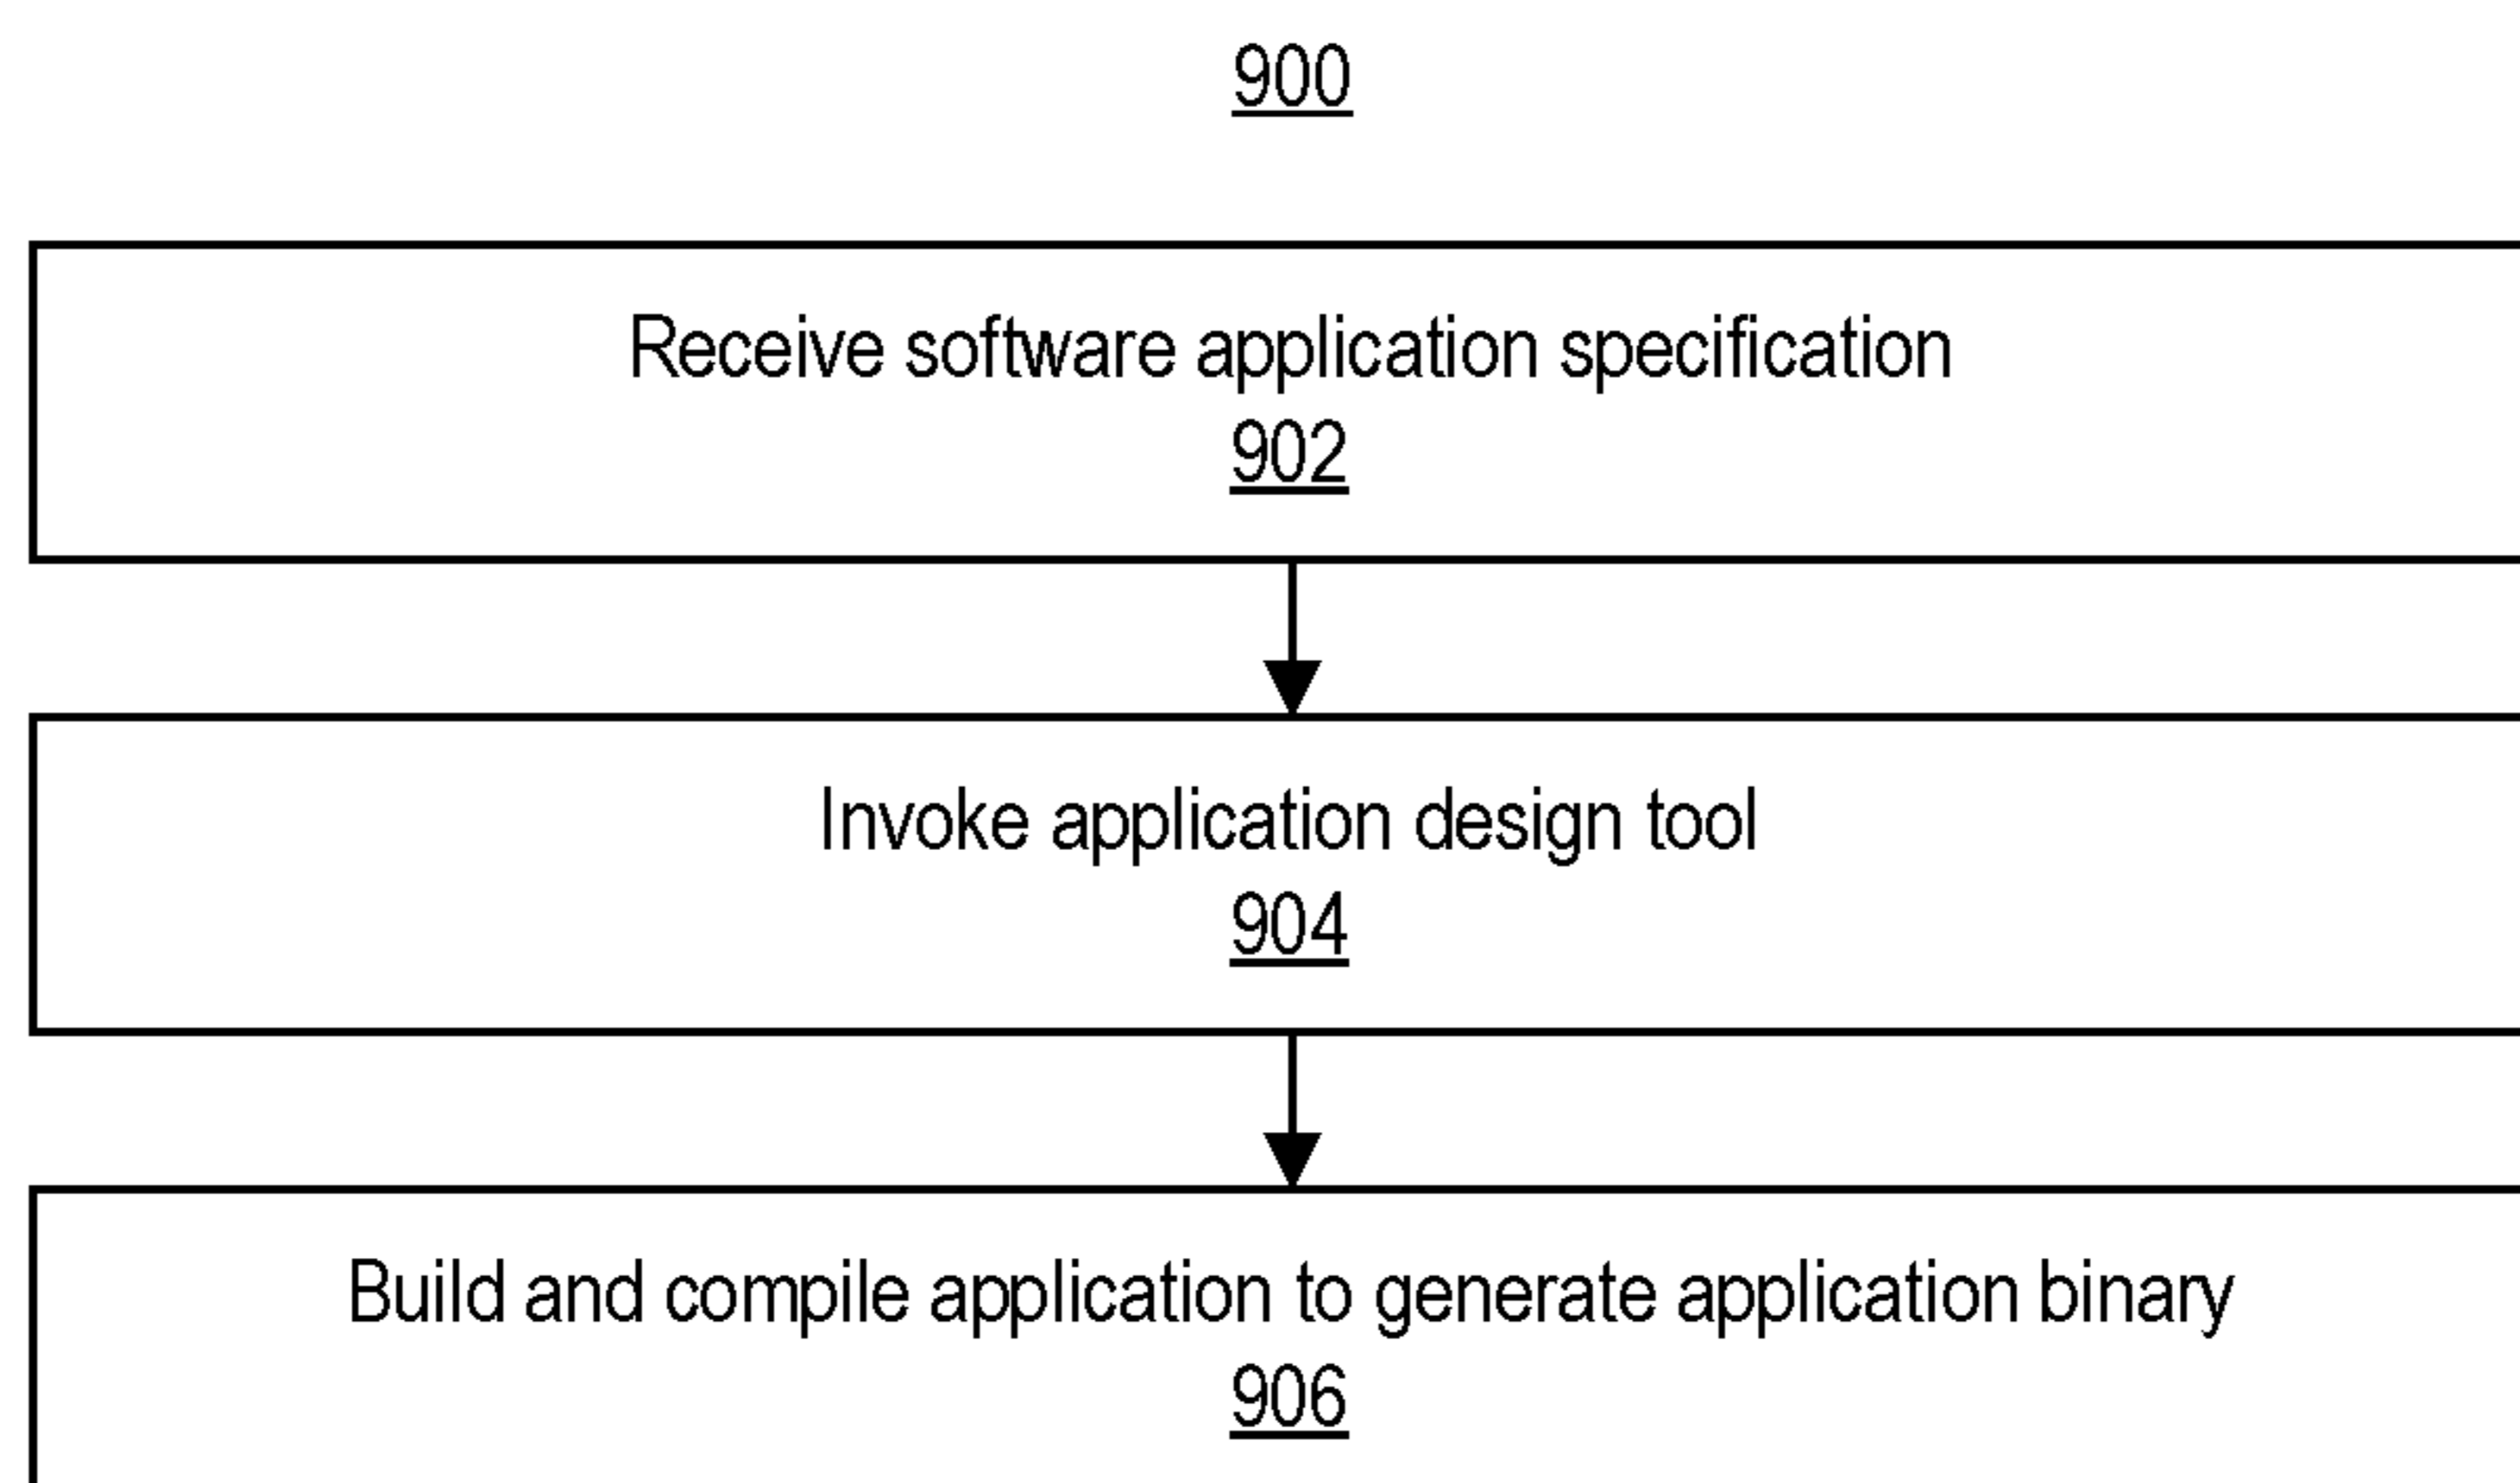 900
Receive software application specification
902
Invoke application design tool
904
Build and compile application to generate application binary
906